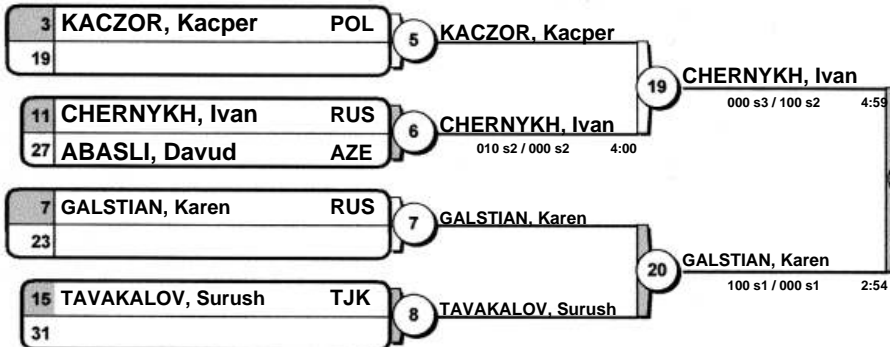 3 KACZOR, Kacper POL
19
5 KACZOR, Kacper
11 CHERNYKH, Ivan RUS
27 ABASLI, Davud AZE
6 CHERNYKH, Ivan
010 s2 / 000 s2 4:00
19 CHERNYKH, Ivan
000 s3 / 100 s2 4:59
7 GALSTIAN, Karen RUS
23
7 GALSTIAN, Karen
15 TAVAKALOV, Surush TJK
31
8 TAVAKALOV, Surush
20 GALSTIAN, Karen
100 s1 / 000 s1 2:54